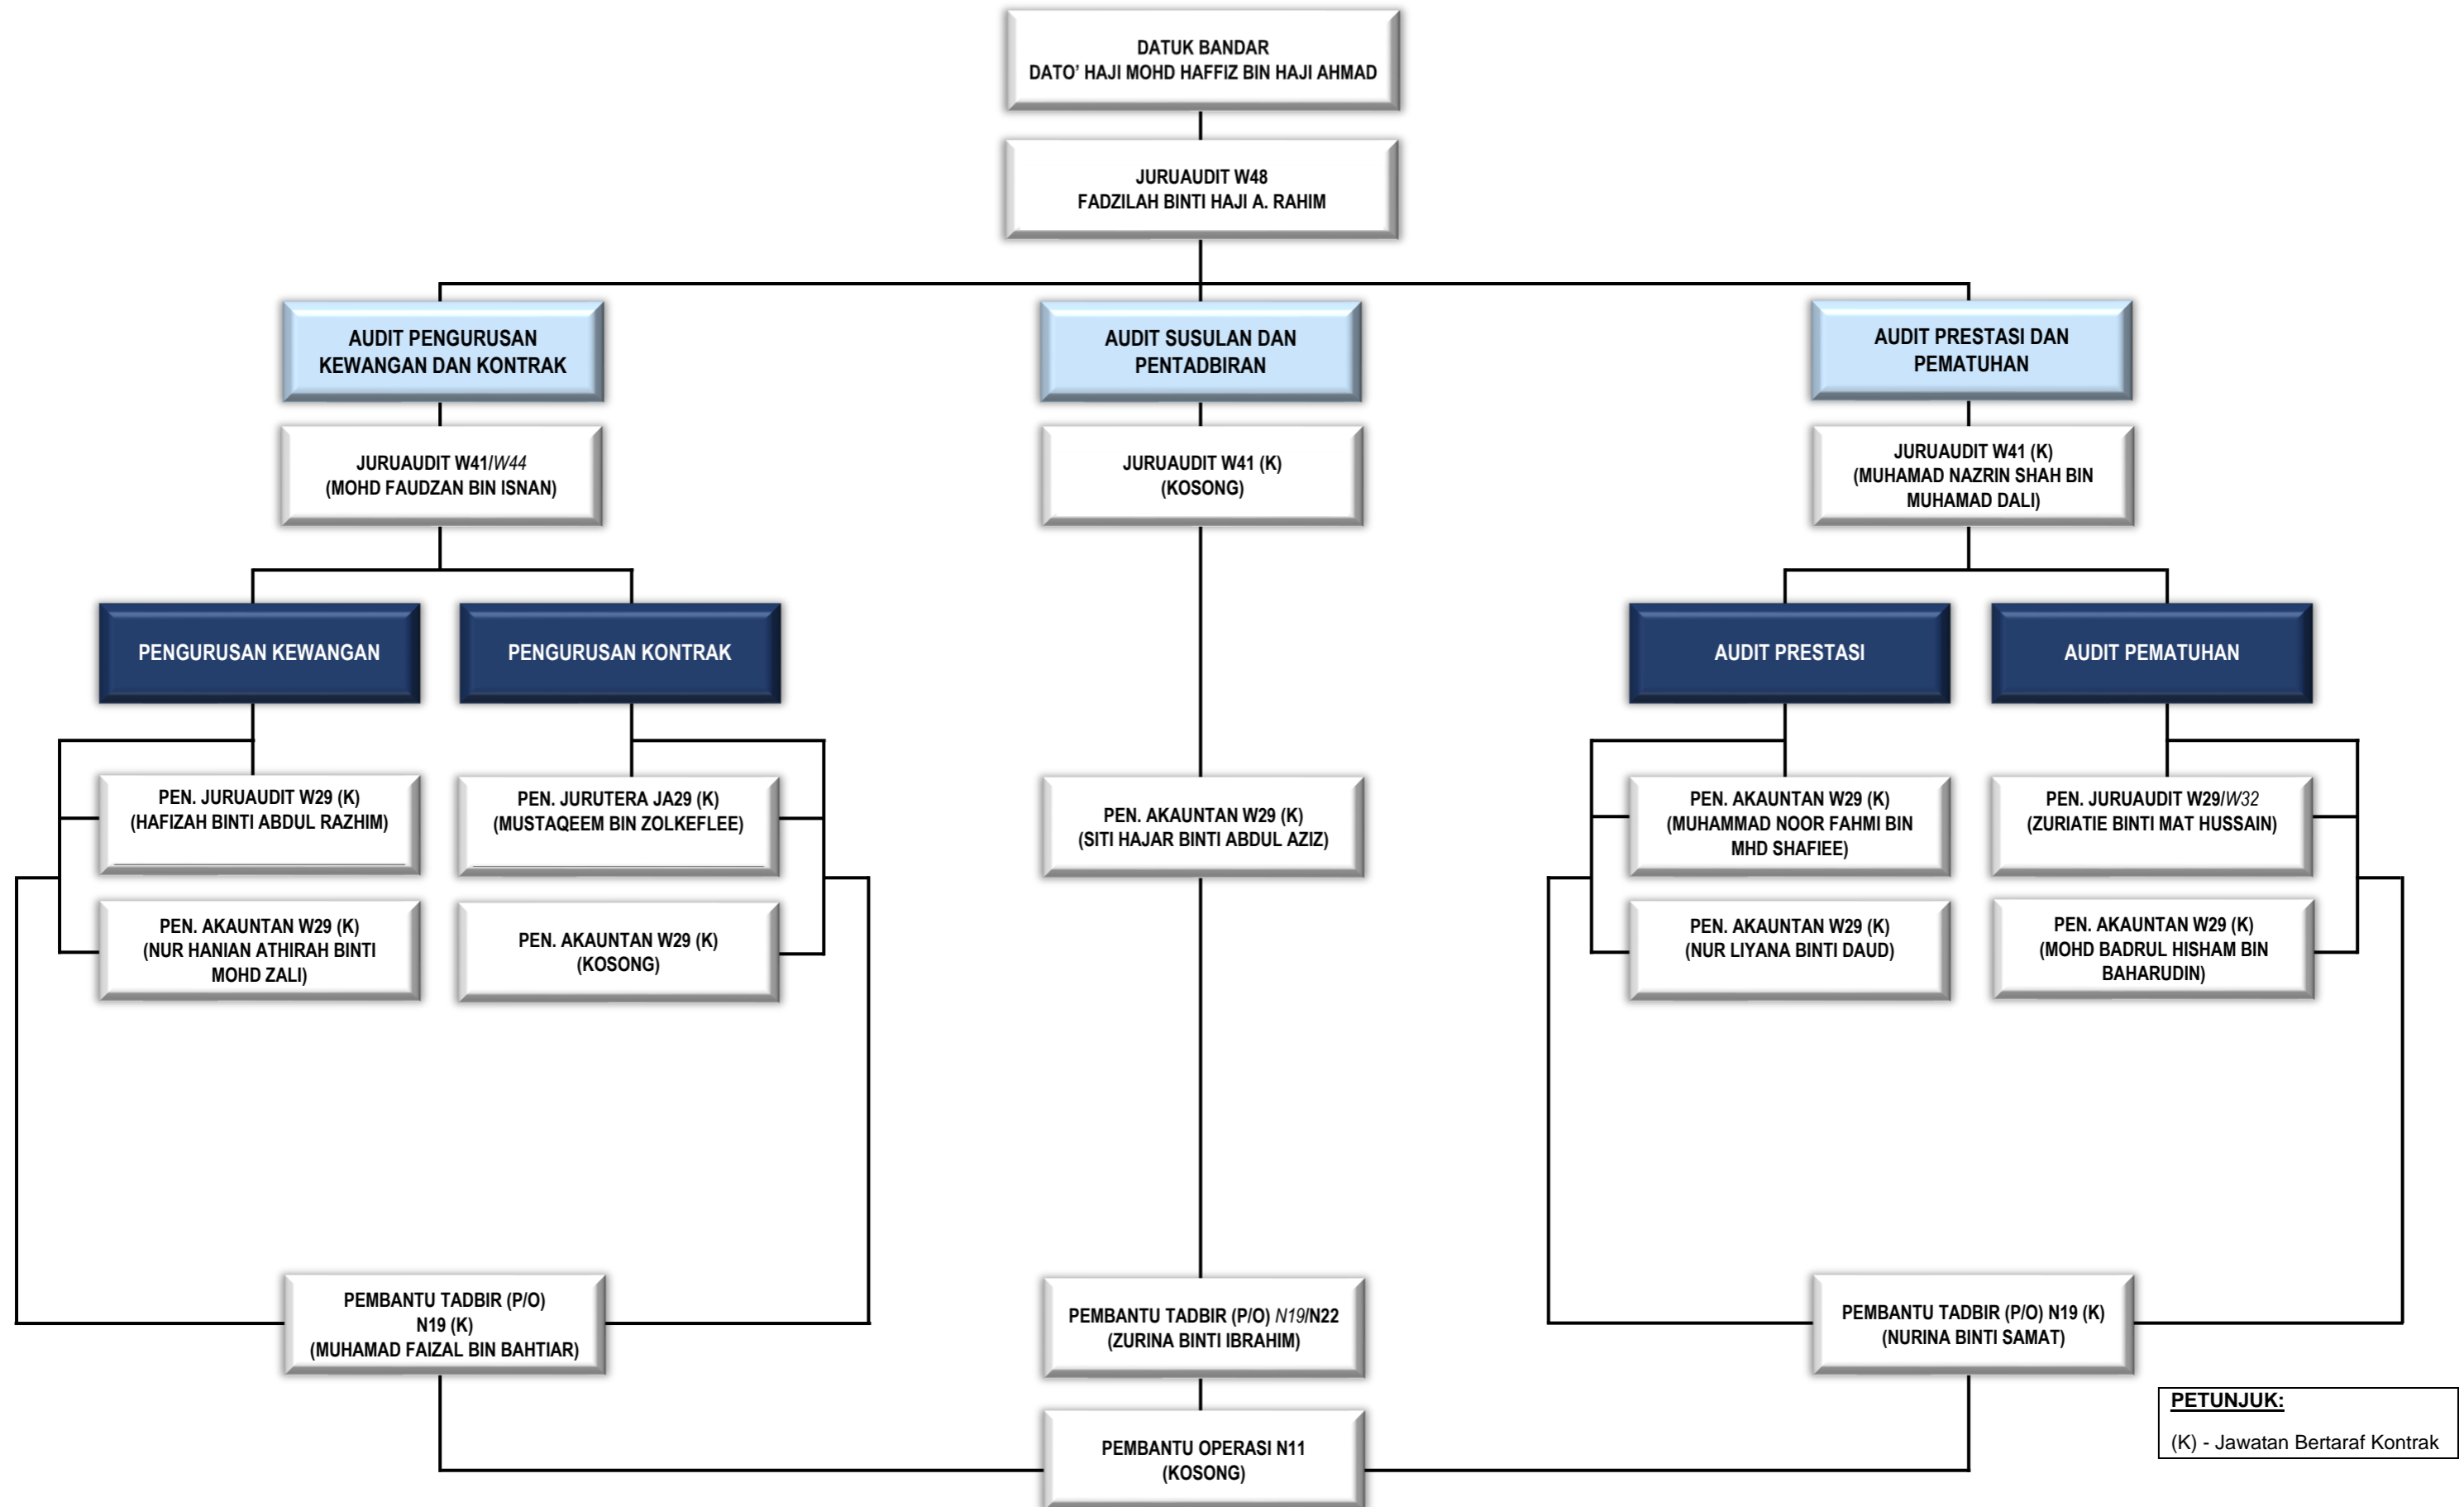 DATUK BANDAR
DATO’ HAJI MOHD HAFFIZ BIN HAJI AHMAD
JURUAUDIT W48
FADZILAH BINTI HAJI A. RAHIM
AUDIT PENGURUSAN
KEWANGAN DAN KONTRAK
AUDIT SUSULAN DAN
PENTADBIRAN
AUDIT PRESTASI DAN
PEMATUHAN
JURUAUDIT W41/W44
(MOHD FAUDZAN BIN ISNAN)
JURUAUDIT W41 (K)
(KOSONG)
JURUAUDIT W41 (K)
(MUHAMAD NAZRIN SHAH BIN
MUHAMAD DALI)
PENGURUSAN KEWANGAN
PENGURUSAN KONTRAK
AUDIT PRESTASI
AUDIT PEMATUHAN
PEN. JURUAUDIT W29 (K)
(HAFIZAH BINTI ABDUL RAZHIM)
PEN. JURUTERA JA29 (K)
(MUSTAQEEM BIN ZOLKEFLEE)
PEN. AKAUNTAN W29 (K)
(SITI HAJAR BINTI ABDUL AZIZ)
PEN. AKAUNTAN W29 (K)
(MUHAMMAD NOOR FAHMI BIN
MHD SHAFIEE)
PEN. JURUAUDIT W29/W32
(ZURIATIE BINTI MAT HUSSAIN)
PEN. AKAUNTAN W29 (K)
(NUR HANIAN ATHIRAH BINTI
MOHD ZALI)
PEN. AKAUNTAN W29 (K)
(KOSONG)
PEN. AKAUNTAN W29 (K)
(NUR LIYANA BINTI DAUD)
PEN. AKAUNTAN W29 (K)
(MOHD BADRUL HISHAM BIN
BAHARUDIN)
PEMBANTU TADBIR (P/O)
N19 (K)
(MUHAMAD FAIZAL BIN BAHTIAR)
PEMBANTU TADBIR (P/O) N19/N22
(ZURINA BINTI IBRAHIM)
PEMBANTU TADBIR (P/O) N19 (K)
(NURINA BINTI SAMAT)
PEMBANTU OPERASI N11
(KOSONG)
PETUNJUK:
(K) - Jawatan Bertaraf Kontrak